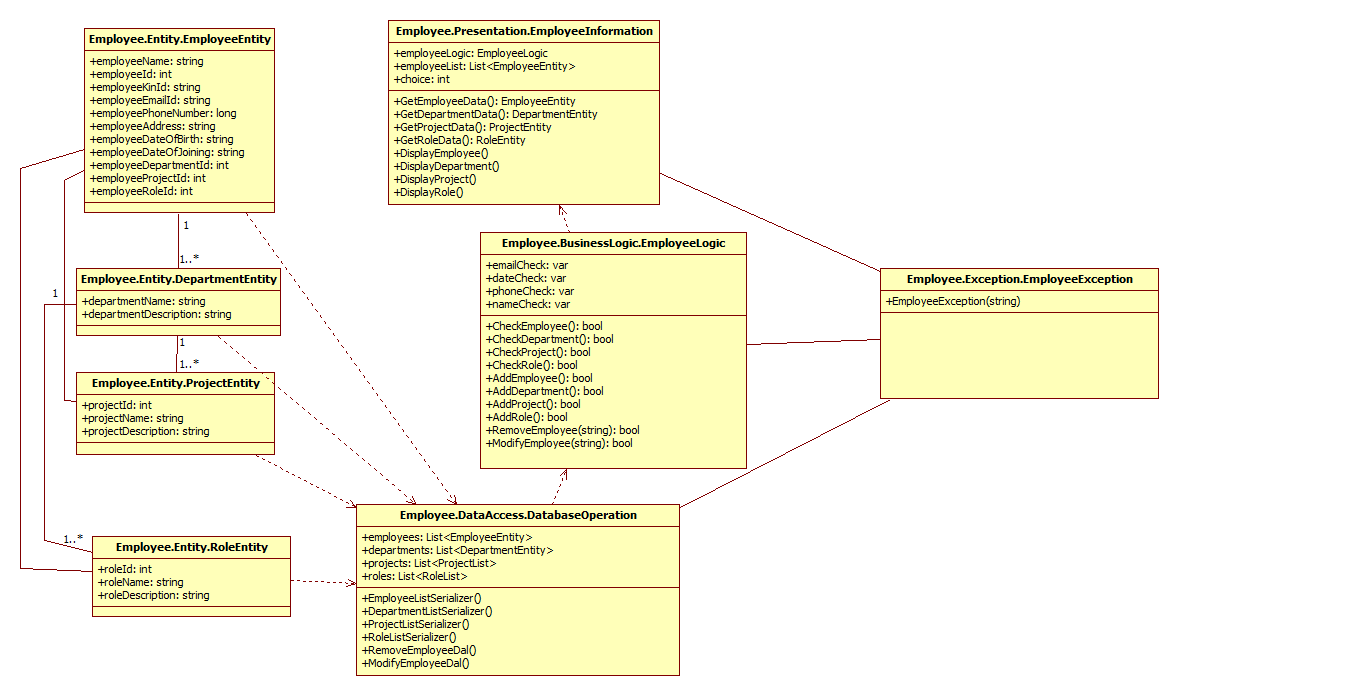 Employee.Entity.EmployeeEntity
+employeeName: string
+employeeId: int
+employeeKinId: string
+employeeEmailId: string
+employeePhoneNumber: long
+employeeAddress: string
+employeeDateOfBirth: string
+employeeDateOfJoining: string
+employeeDepartmentId: int
+employeeProjectId: int
+employeeRoleId: int
1
1..*
Employee.Entity.DepartmentEntity
+departmentName: string
+departmentDescription: string
1
1
1..*
Employee.Entity.ProjectEntity
+projectId: int
+projectName: string
+projectDescription: string
1..*
Employee.Entity.RoleEntity
+roleId: int
+roleName: string
+roleDescription: string
Employee.Presentation.EmployeeInformation
+employeeLogic: EmployeeLogic
+employeeList: List<EmployeeEntity>
+choice: int
+GetEmployeeData(): EmployeeEntity
+GetDepartmentData(): DepartmentEntity
+GetProjectData(): ProjectEntity
+GetRoleData(): RoleEntity
+DisplayEmployee()
+DisplayDepartment()
+DisplayProject()
+DisplayRole()
Employee.BusinessLogic.EmployeeLogic
+emailCheck: var
+dateCheck: var
+phoneCheck: var
+nameCheck: var
+CheckEmployee(): bool
+CheckDepartment(): bool
+CheckProject(): bool
+CheckRole(): bool
+AddEmployee(): bool
+AddDepartment(): bool
+AddProject(): bool
+AddRole(): bool
+RemoveEmployee(string): bool
+ModifyEmployee(string): bool
Employee.Exception.EmployeeException
+EmployeeException(string)
Employee.DataAccess.DatabaseOperation
+employees: List<EmployeeEntity>
+departments: List<DepartmentEntity>
+projects: List<ProjectList>
+roles: List<RoleList>
+EmployeeListSerializer()
+DepartmentListSerializer()
+ProjectListSerializer()
+RoleListSerializer()
+RemoveEmployeeDal()
+ModifyEmployeeDal()